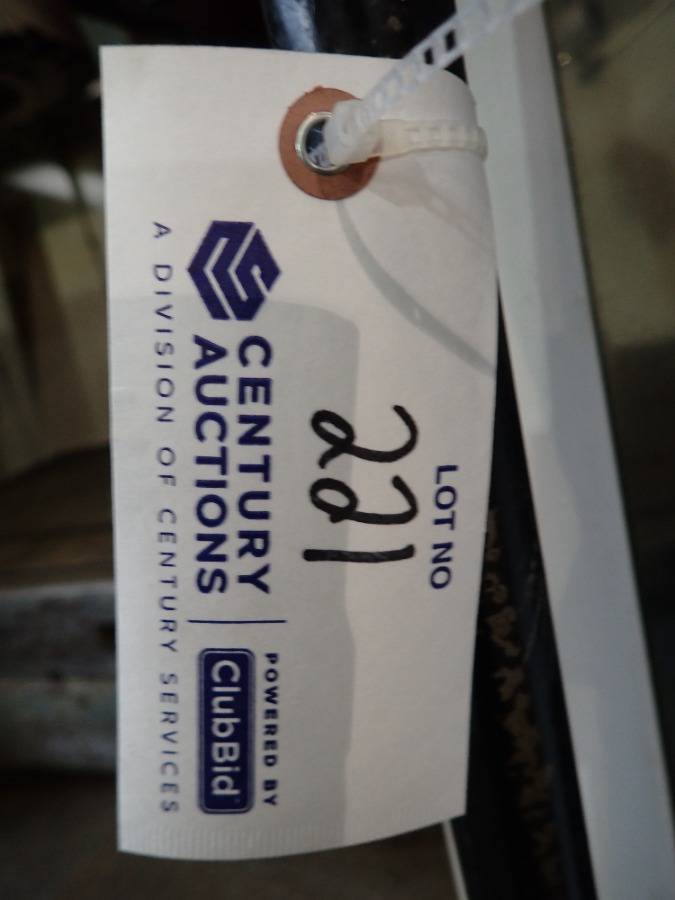 LOT NO
221
CENTURY
AUCTIONS
POWERED BY
ClubBid
A DIVISION OF CENTURY SERVICES